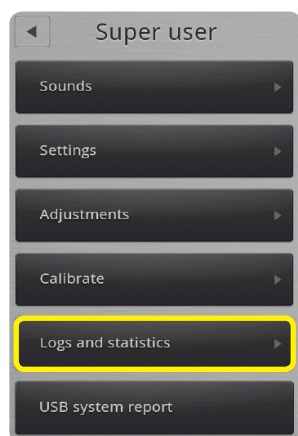 Super user
Sounds
Settings
Adjustments
Calibrate
Logs and statistics
USB system report